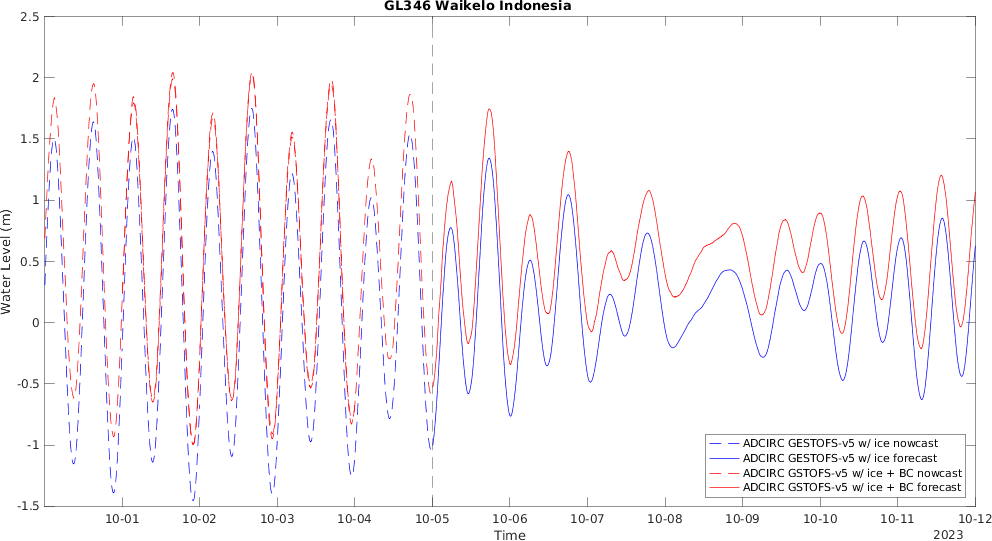 GL346 Waikelo Indonesia
2.5
2
1.5
1
0.5
0
-0.5
-1
-1.5
Water Level (m)
10-01 10-02 10-03 10-04 10-05 10-06 10-07 10-08 10-09 10-10 10-11 10-12
Time
2023
ADCIRC GESTOFS-v5 w/ ice nowcast
ADCIRC GESTOFS-v5 w/ ice forecast
ADCIRC GSTOFS-v5 w/ ice + BC nowcast
ADCIRC GSTOFS-v5 w/ ice + BC forecast